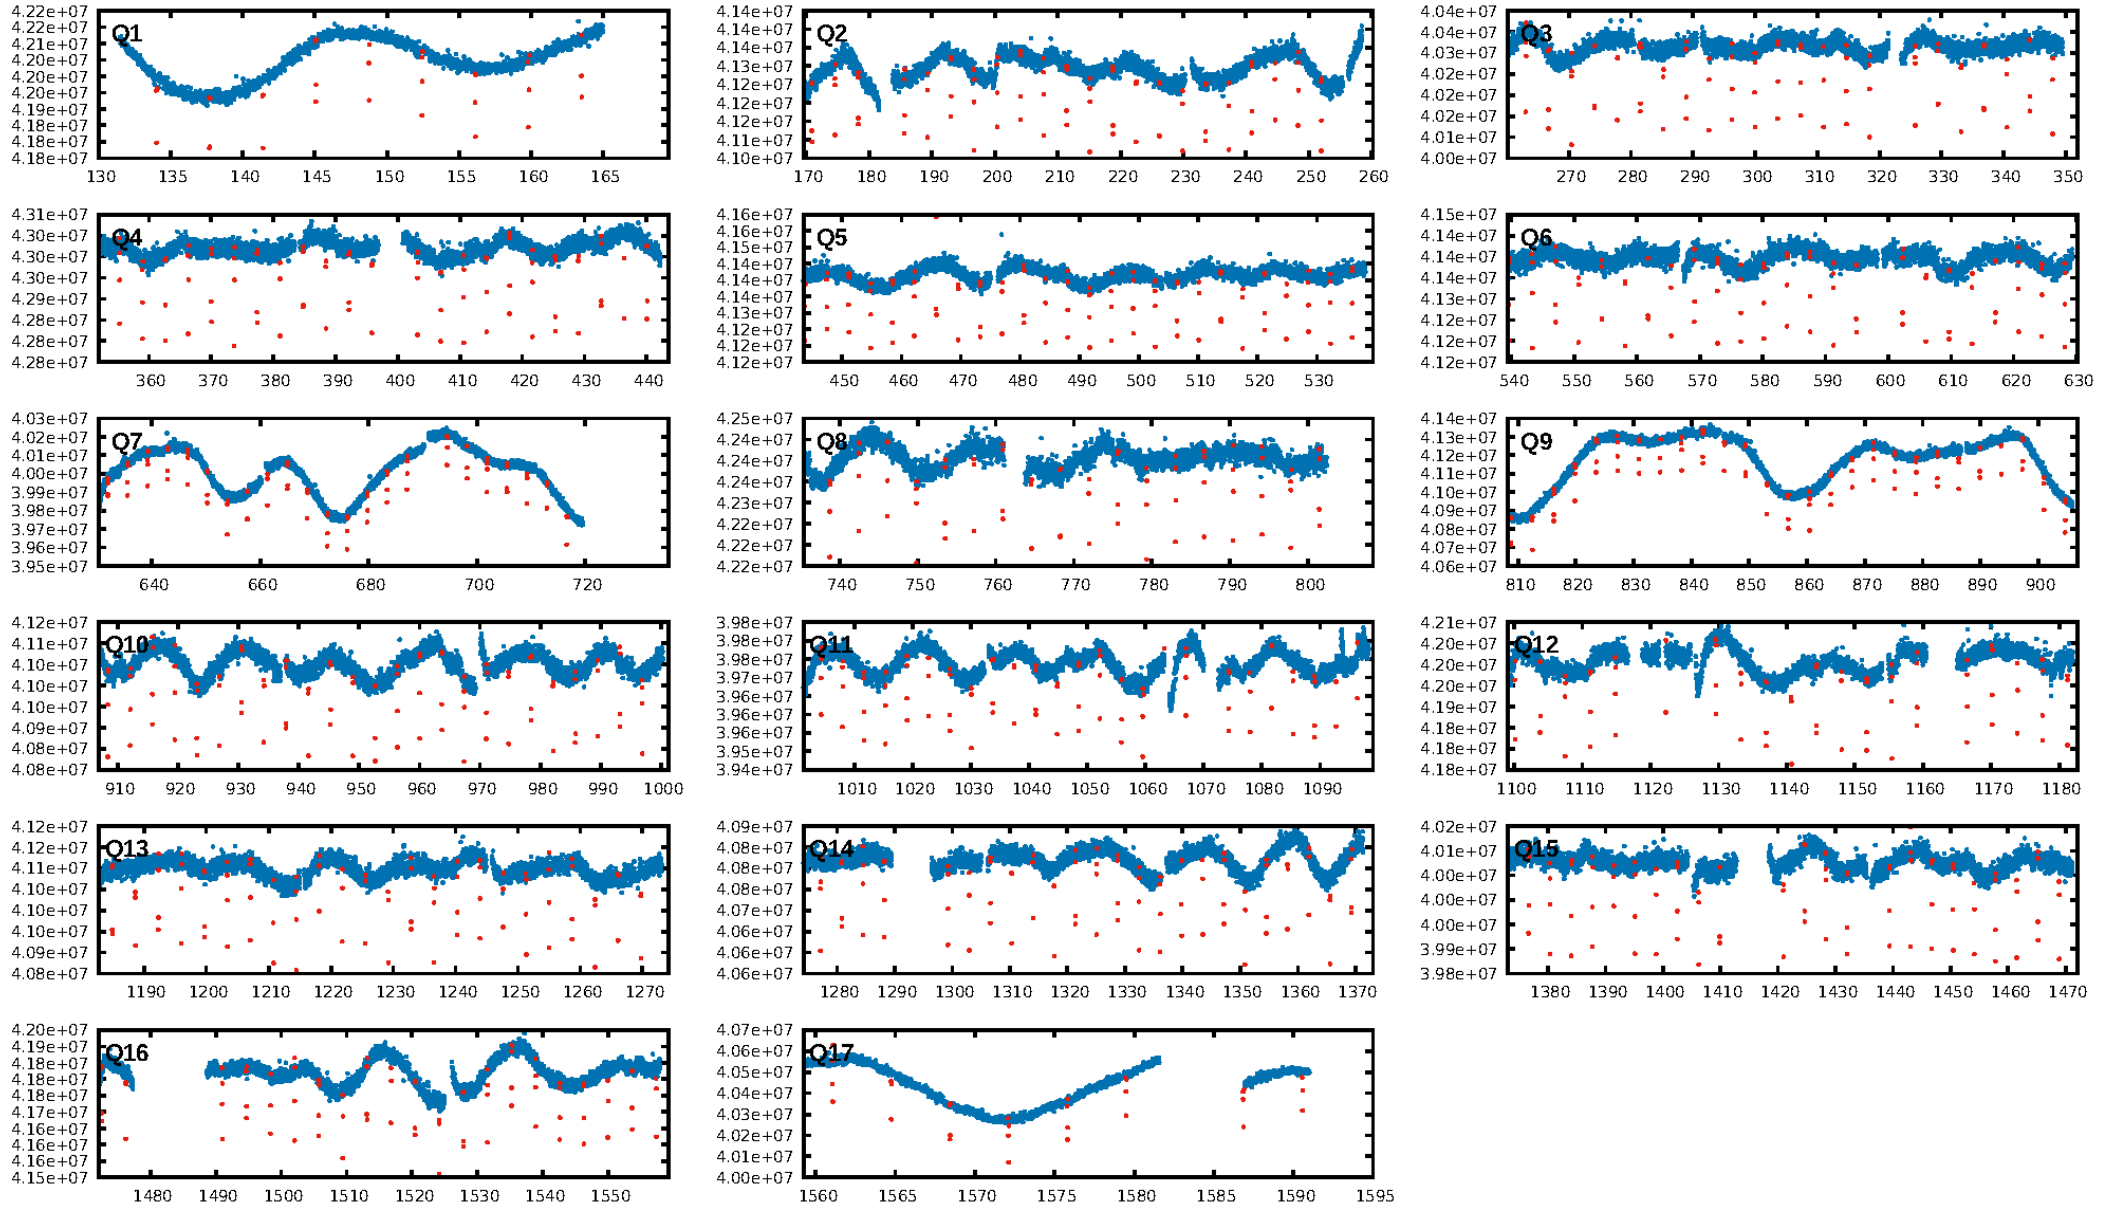 4.22e+07 4.21e+07 4.21e+07 4.20e+07 4.20e+07 4.19e+07 4.19e+07 4.18e+07 4.18e+07 4.18e+07
Q1
130 135 140 145 150 155 160 165
4.14e+07 4.14e+07 4.13e+07 4.13e+07 4.12e+07 4.12e+07 4.11e+07 4.11e+07 4.10e+07
Q2
170 180 190 200 210 220 230 240 250 260
4.04e+07 4.04e+07 4.03e+07 4.02e+07 4.02e+07 4.01e+07 4.01e+07 4.00e+07
Q3
270 280 290 300 310 320 330 340 350
4.31e+07 4.30e+07 4.30e+07 4.30e+07 4.29e+07 4.28e+07 4.28e+07 4.28e+07
Q4
360 370 380 390 400 410 420 430 440
4.16e+07 4.16e+07 4.15e+07 4.14e+07 4.14e+07 4.14e+07 4.13e+07 4.12e+07 4.12e+07 4.12e+07
Q5
450 460 470 480 490 500 510 520 530
4.15e+07 4.14e+07 4.14e+07 4.14e+07 4.13e+07 4.12e+07 4.12e+07 4.12e+07
Q6
540 550 560 570 580 590 600 610 620 630
4.03e+07 4.02e+07 4.01e+07 4.00e+07 3.99e+07 3.98e+07 3.97e+07 3.96e+07 3.95e+07
Q7
640 660 680 700 720
4.25e+07 4.24e+07 4.24e+07 4.23e+07 4.22e+07 4.22e+07 4.22e+07
Q8
740 750 760 770 780 790 800
4.14e+07 4.13e+07 4.12e+07 4.11e+07 4.10e+07 4.09e+07 4.08e+07 4.07e+07 4.06e+07
Q9
810 820 830 840 850 860 870 880 890 900
4.12e+07 4.11e+07 4.10e+07 4.10e+07 4.10e+07 4.09e+07 4.08e+07 4.08e+07
Q10
910 920 930 940 950 960 970 980 990 1000
3.98e+07 3.98e+07 3.98e+07 3.97e+07 3.96e+07 3.96e+07 3.96e+07 3.95e+07 3.94e+07
Q11
1010 1020 1030 1040 1050 1060 1070 1080 1090
4.21e+07 4.20e+07 4.20e+07 4.20e+07 4.19e+07 4.18e+07 4.18e+07 4.18e+07
Q12
1100 1110 1120 1130 1140 1150 1160 1170 1180
4.12e+07 4.12e+07 4.11e+07 4.10e+07 4.10e+07 4.10e+07 4.09e+07 4.08e+07
Q13
1190 1200 1210 1220 1230 1240 1250 1260 1270
4.09e+07 4.08e+07 4.08e+07 4.08e+07 4.07e+07 4.06e+07 4.06e+07 4.06e+07
Q14
1280 1290 1300 1310 1320 1330 1340 1350 1360 1370
4.02e+07 4.01e+07 4.00e+07 4.00e+07 3.99e+07 3.99e+07 3.98e+07
Q15
1380 1390 1400 1410 1420 1430 1440 1450 1460 1470
4.20e+07 4.19e+07 4.18e+07 4.18e+07 4.18e+07 4.17e+07 4.16e+07 4.16e+07 4.16e+07 4.15e+07
Q16
1480 1490 1500 1510 1520 1530 1540 1550
4.07e+07 4.06e+07 4.05e+07 4.04e+07 4.03e+07 4.02e+07 4.01e+07 4.00e+07
Q17
1560 1565 1570 1575 1580 1585 1590 1595